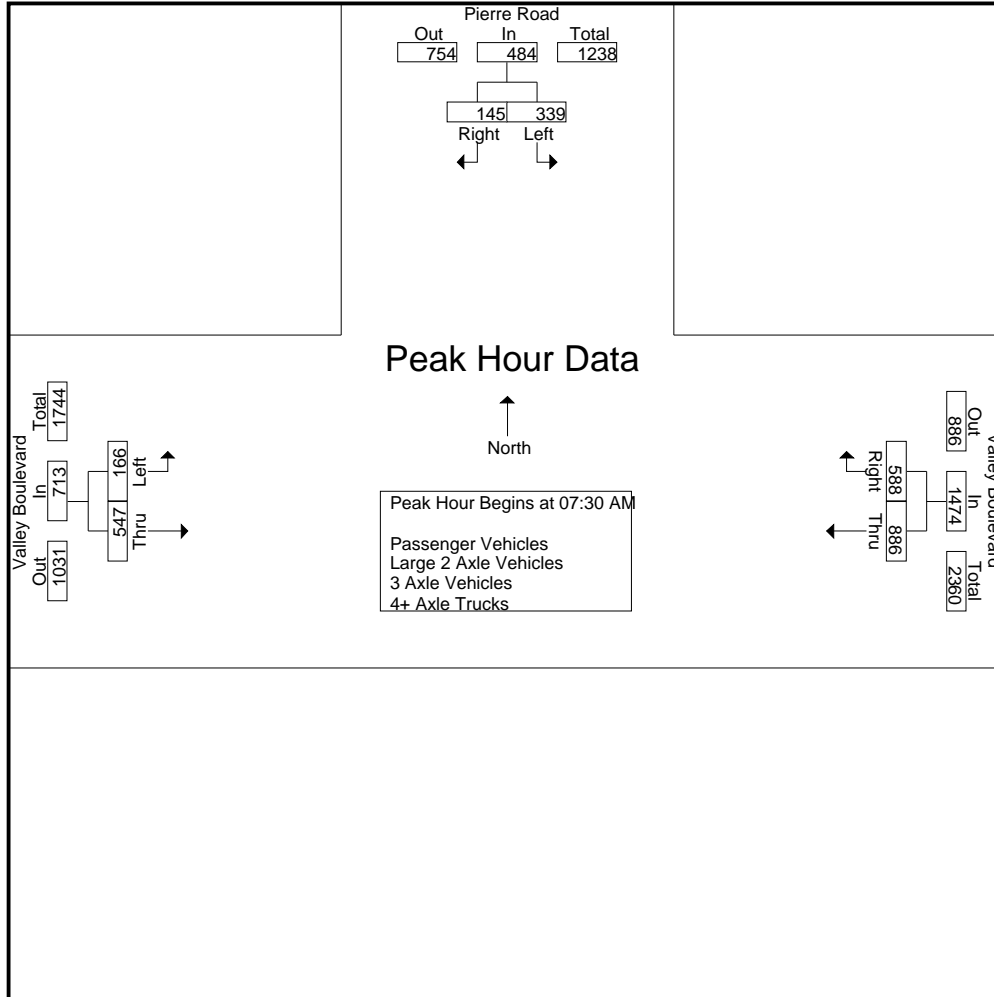 Pierre Road
Out In Total
754 484 1238
145 339
Right Left
Peak Hour Data
North
Peak Hour Begins at 07:30 AM
Passenger Vehicles
Large 2 Axle Vehicles
3 Axle Vehicles
4+ Axle Trucks
Valley Boulevard
Out In Total
1031 713 1744
547 166
Thru Left
Valley Boulevard
Out In Total
886 1474 2360
588 886
Right Thru